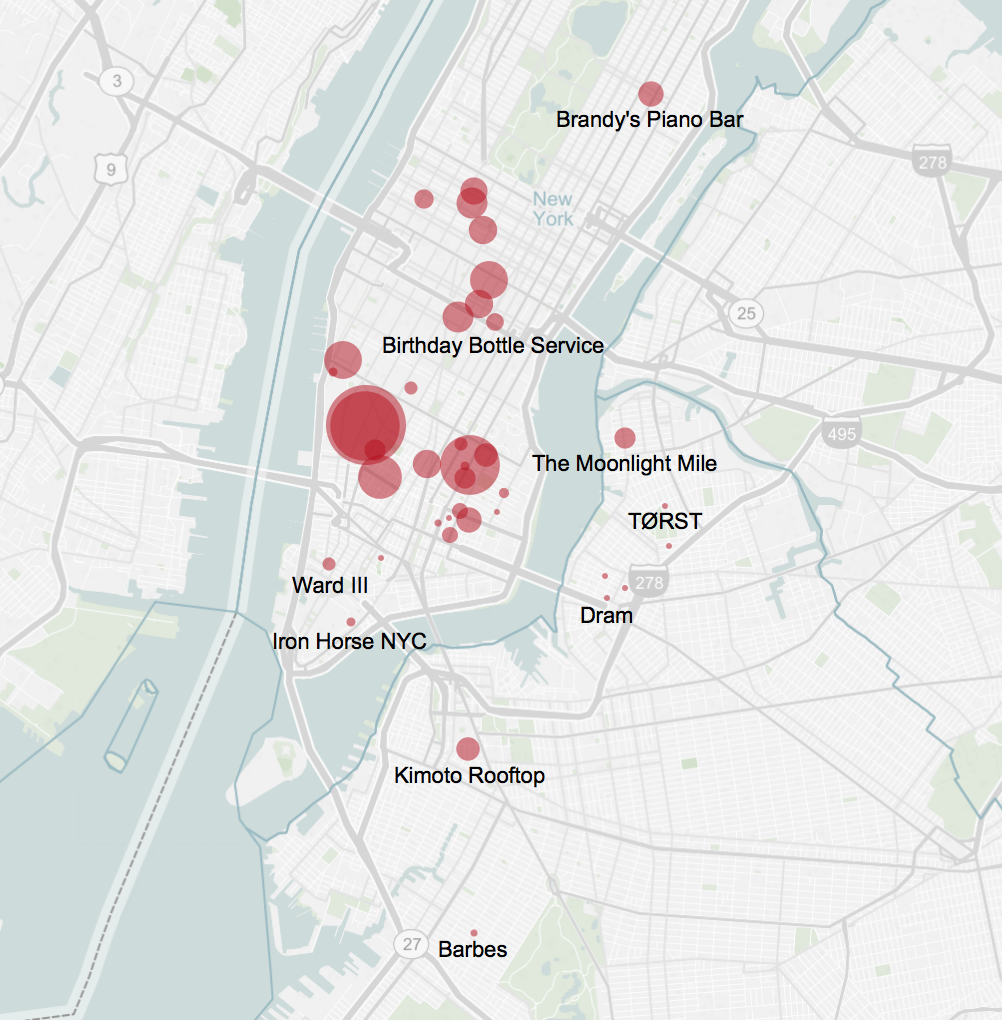 3
Brandy's Piano Bar
9
278
New
York
25
Birthday Bottle Service
495
The Moonlight Mile
TØRST
278
Ward III
Dram
Iron Horse NYC
Kimoto Rooftop
27
Barbes